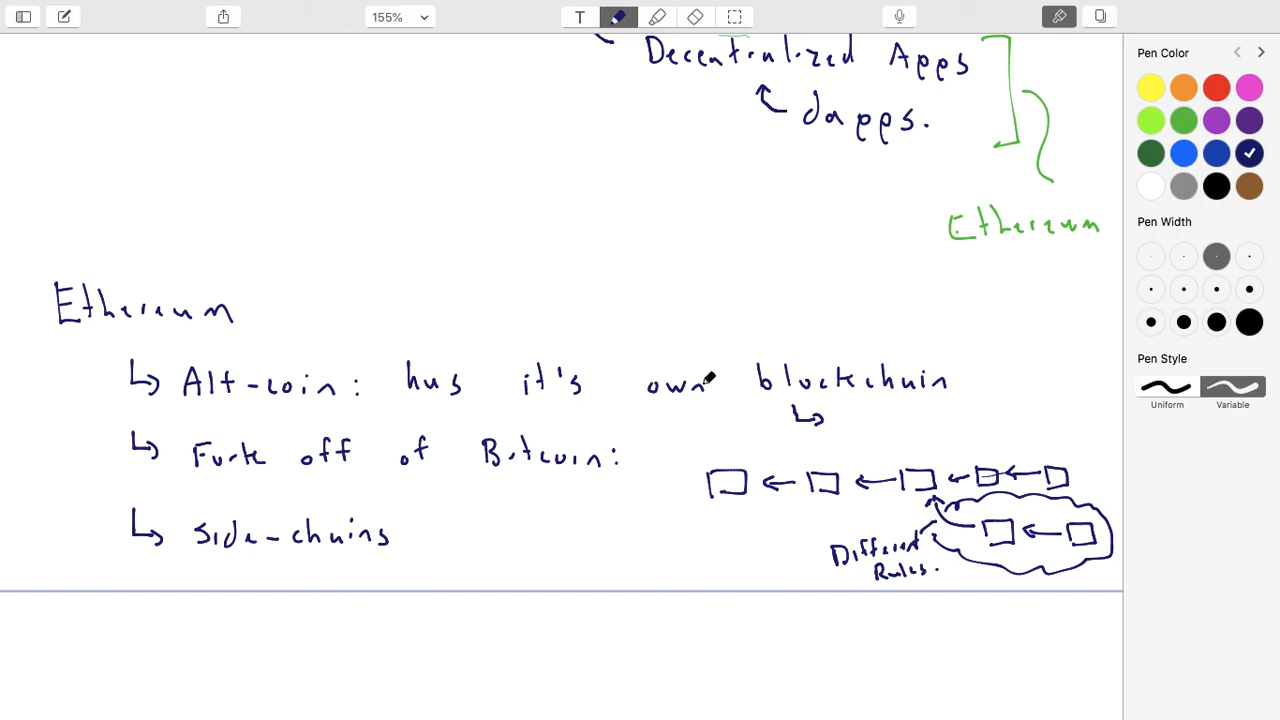 155%
T
Pen Color
Decentralized Apps
dapps.
Ethereum
Pen Width
Ethereum
Pen Style
Uniform
Variable
↳ Alt-coin: has it's own blockchain
↳ Fork off of Bitcoin:
↳ Side-chains
Different
Rules.